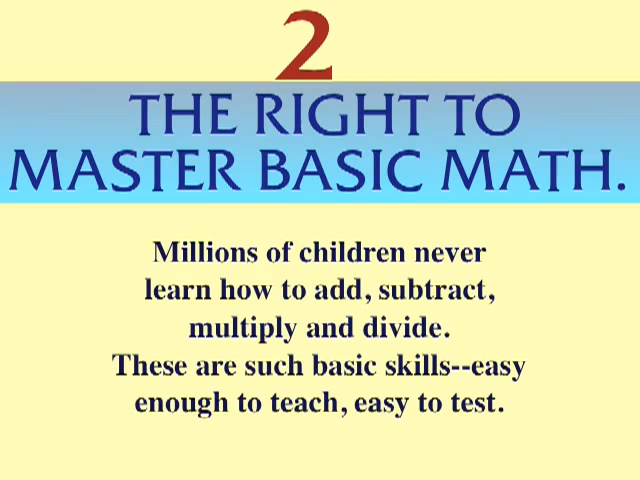 2
THE RIGHT TO
MASTER BASIC MATH.
Millions of children never
learn how to add, subtract,
multiply and divide.
These are such basic skills--easy
enough to teach, easy to test.